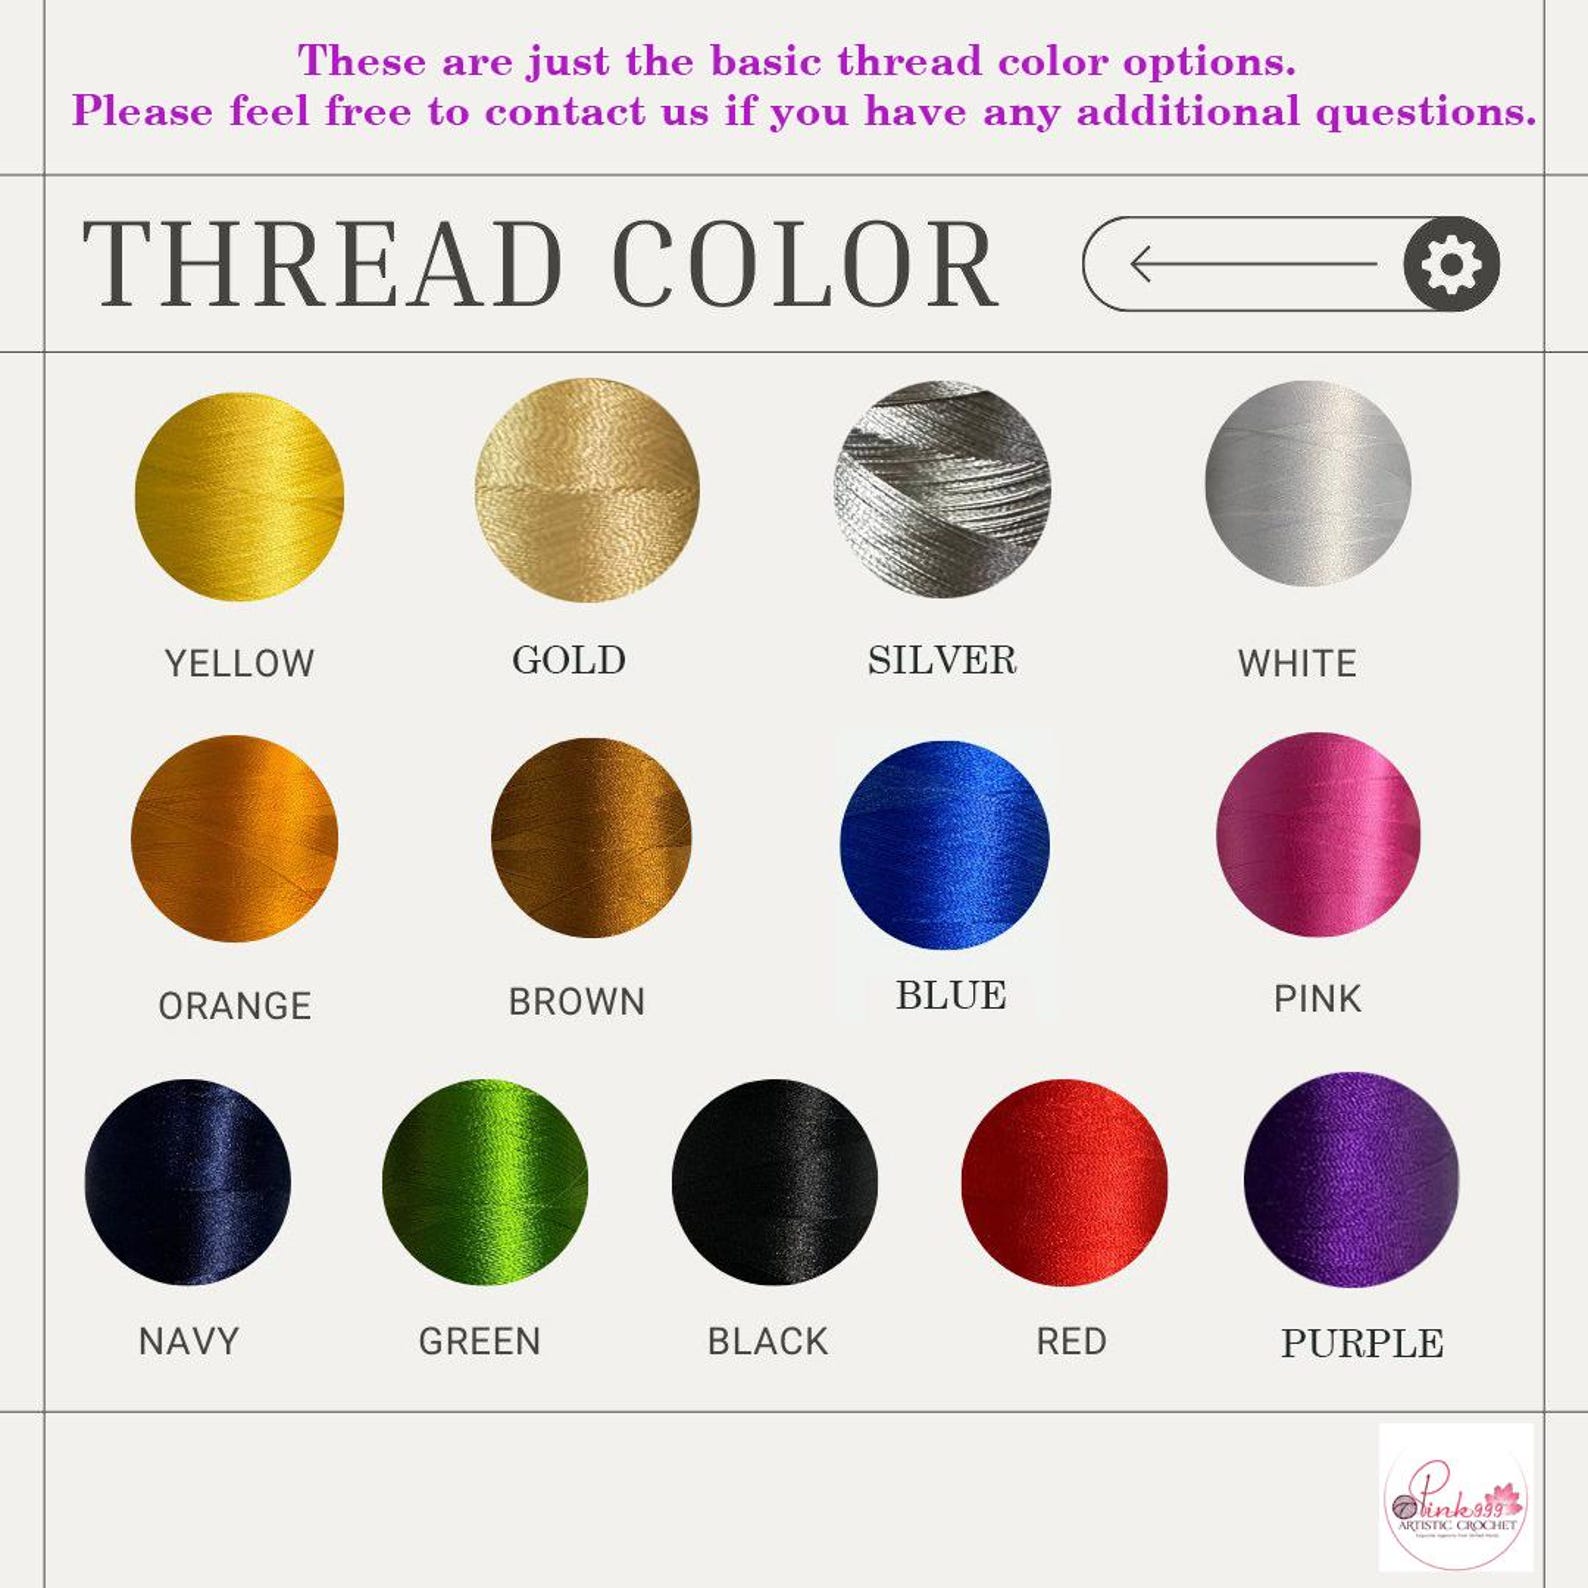 These are just the basic thread color options.
Please feel free to contact us if you have any additional questions.
THREAD COLOR
YELLOW GOLD SILVER WHITE
ORANGE BROWN BLUE PINK
NAVY GREEN BLACK RED PURPLE
Pink999
ARTISTIC CROCHET